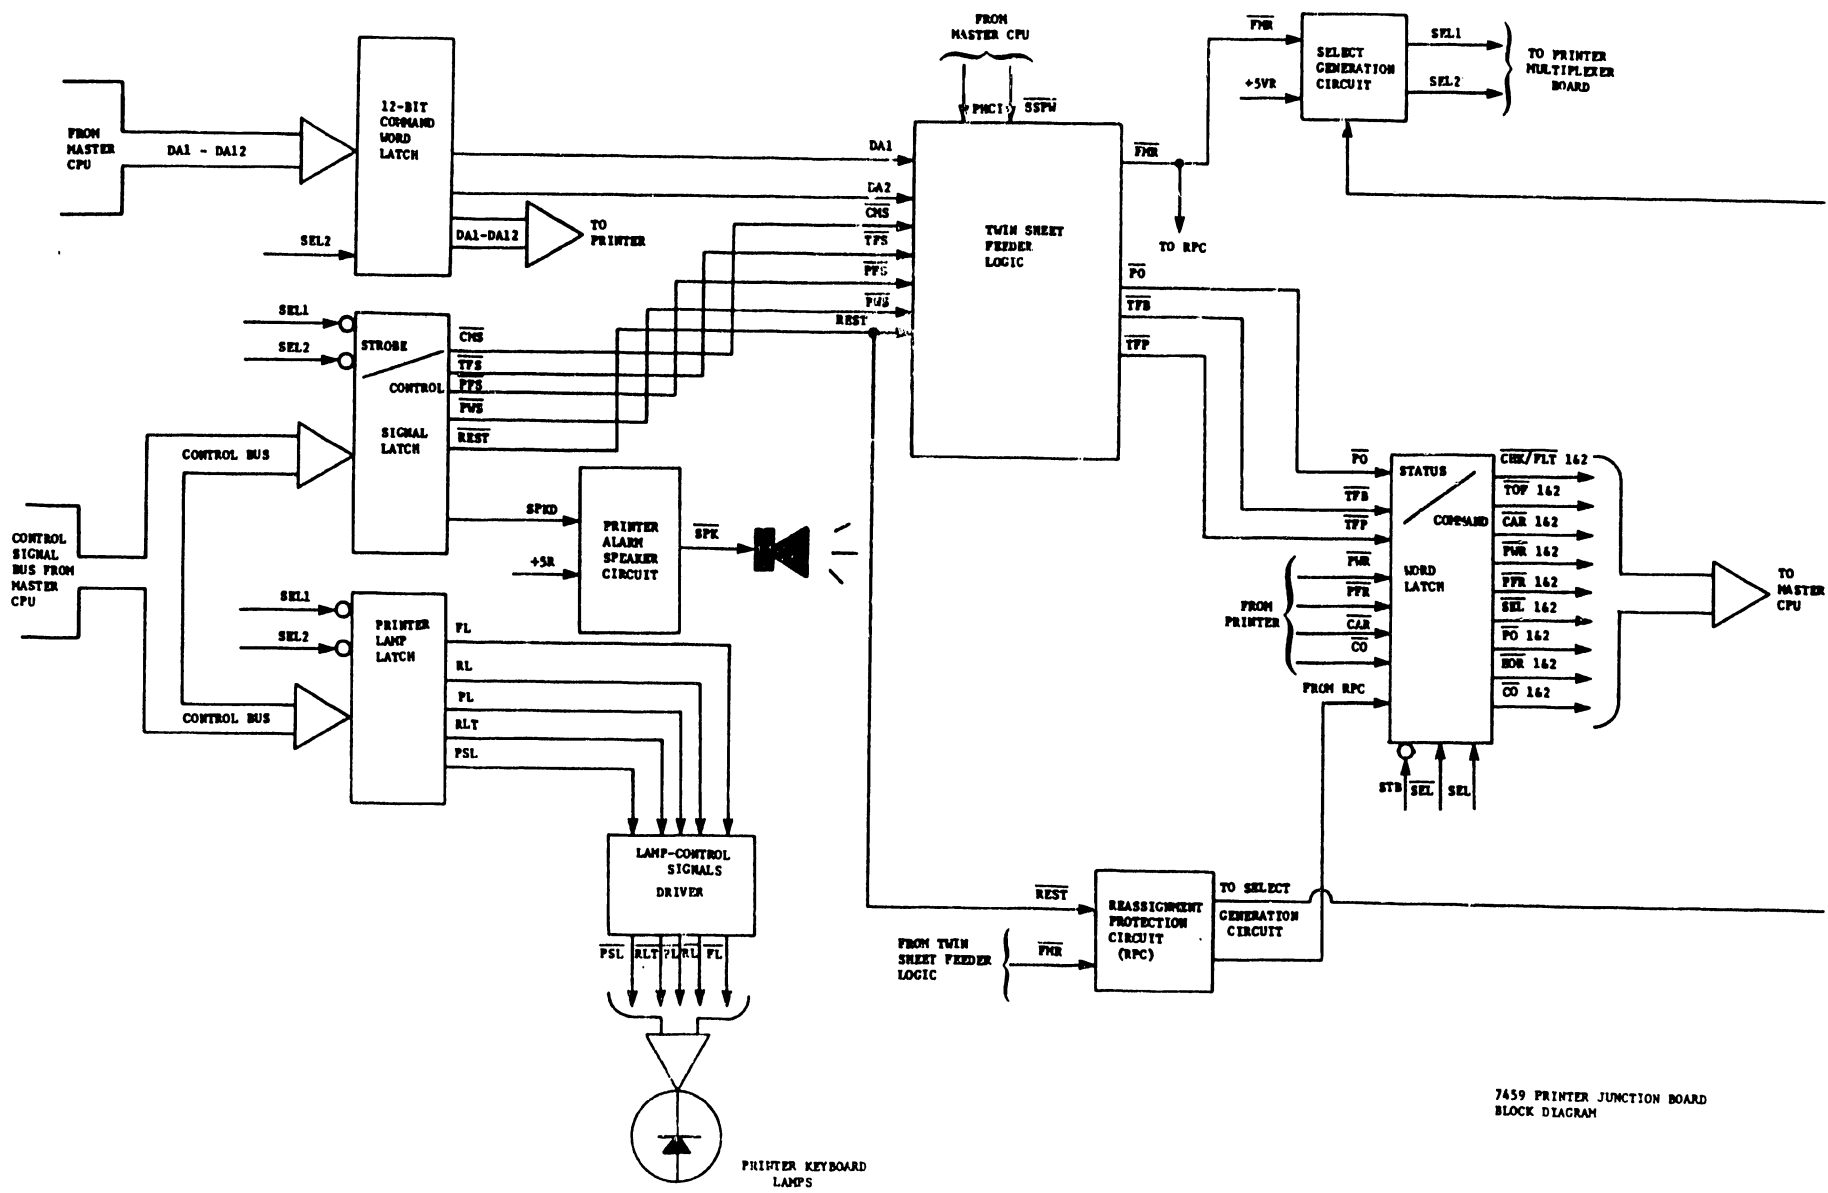 FROM
MASTER CPU
FMR
SELECT
GENERATION
CIRCUIT
SEL1
+5VR
SEL2
TO PRINTER
MULTIPLEXER
BOARD
12-BIT
COMMAND
WORD
LATCH
FROM
MASTER
CPU
DA1 - DA12
PMCI
SSPW
DA1
FMR
DA2
CMS
TFS
PFS
PWS
REST
TWIN SHEET
FEEDER
LOGIC
TO RPC
SEL2
DA1-DA12
TO
PRINTER
PO
TFB
TFP
SEL1
SEL2
STROBE
CONTROL
SIGNAL
LATCH
CMS
TFS
PFS
PWS
REST
CONTROL BUS
SPKD
+5R
PRINTER
ALARM
SPEAKER
CIRCUIT
SPK
CONTROL
SIGNAL
BUS FROM
MASTER
CPU
PO
TFB
TFP
STATUS
COMMAND
WORD
LATCH
FROM
PRINTER
PWR
PFR
CAR
CO
FROM RPC
STB
SEL
SEL
CHK/FLT 1&2
TOF 1&2
CAR 1&2
PWR 1&2
PFR 1&2
SEL 1&2
PO 1&2
HOR 1&2
CO 1&2
TO
MASTER
CPU
SEL1
SEL2
PRINTER
LAMP
LATCH
FL
RL
PL
RLT
PSL
CONTROL BUS
LAMP-CONTROL
SIGNALS
DRIVER
PSL
RLT
PL
RL
FL
REST
FROM TWIN
SHEET FEEDER
LOGIC
FMR
REASSIGNMENT
PROTECTION
CIRCUIT
(RPC)
TO SELECT
GENERATION
CIRCUIT
PRINTER KEYBOARD
LAMPS
7459 PRINTER JUNCTION BOARD
BLOCK DIAGRAM